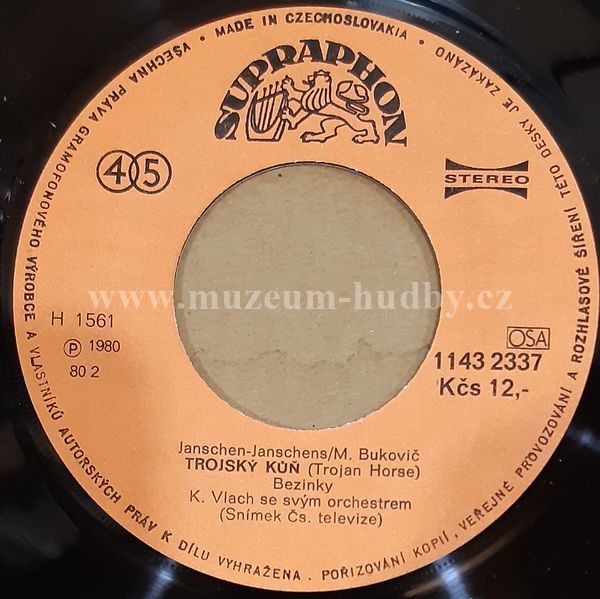 VŠECHNA PRÁVA GRAMOFONOVÉHO VÝROBCE A VLASTNÍKŮ AUTORSKÝCH PRÁV K DÍLU VYHRAŽENA. POŘIZOVÁNÍ KOPIÍ, VEŘEJNÉ PROVOZOVÁNÍ A ROZHLASOVÉ ŠÍŘENÍ TÉTO DESKY JE ZAKÁZÁNO • MADE IN CZECHOSLOVAKIA •
SUPRAPHON
45
STEREO
www.muzeum-hudby.cz
H 1561
Ⓟ 1980
80 2
OSA
1143 2337
Kčs 12,-
Janschen-Janschens/M. Bukovič
TROJSKÝ KŮŇ (Trojan Horse)
Bezinky
K. Vlach se svým orchestrem
(Snímek Čs. televize)